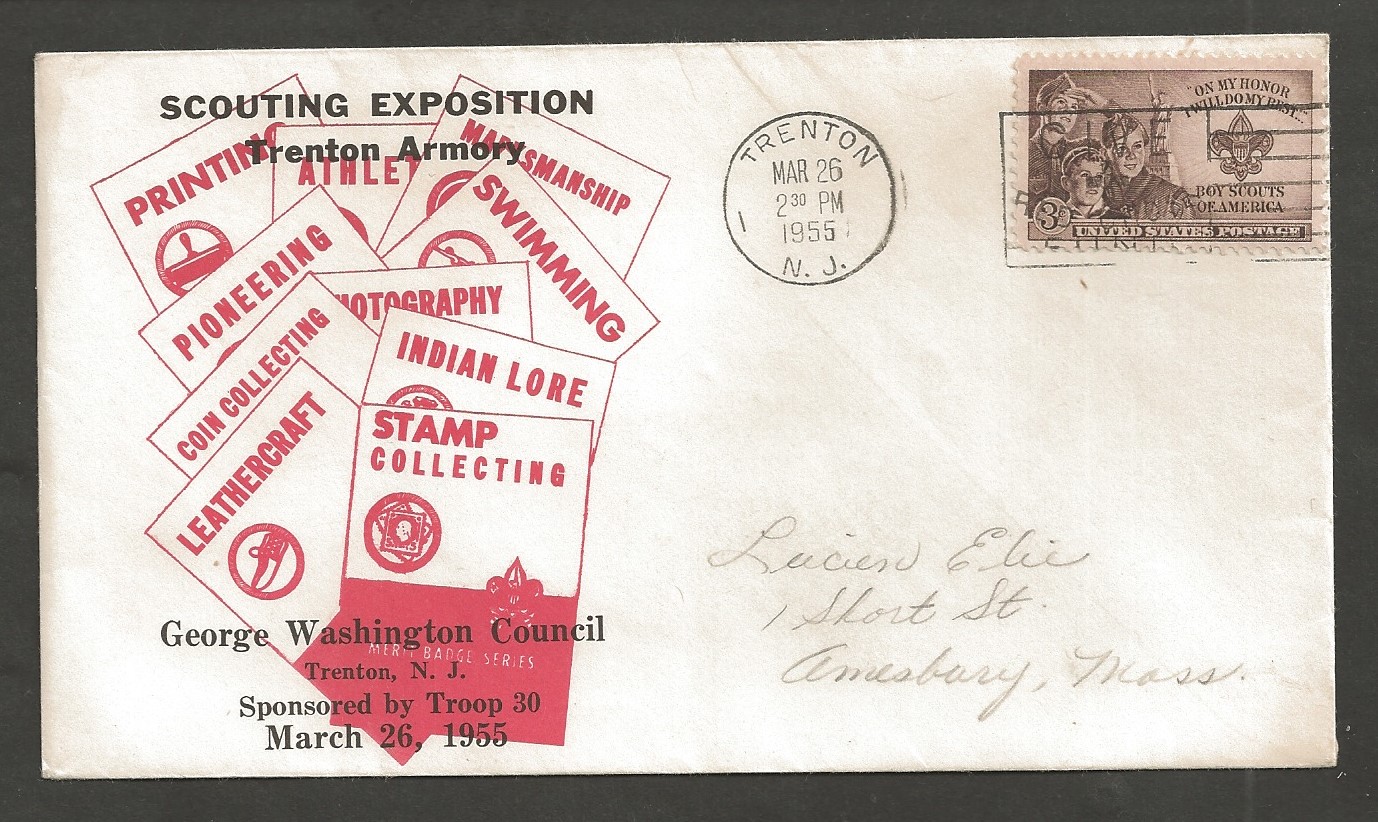 SCOUTING EXPOSITION
Trenton Armory
PRINTING
ATHLET
MARKSMANSHIP
SWIMMING
PIONEERING
HOTOGRAPHY
COIN COLLECTING
INDIAN LORE
LEATHERCRAFT
STAMP
COLLECTING
MERIT BADGE SERIES
George Washington Council
Trenton, N. J.
Sponsored by Troop 30
March 26, 1955
TRENTON
MAR 26
2 30 PM
1955
N. J.
1
"ON MY HONOR
I WILL DO MY BEST..."
BOY SCOUTS
OF AMERICA
3¢
UNITED STATES POSTAGE
Lucien Elie
1 Short St.
Amesbury, Mass.